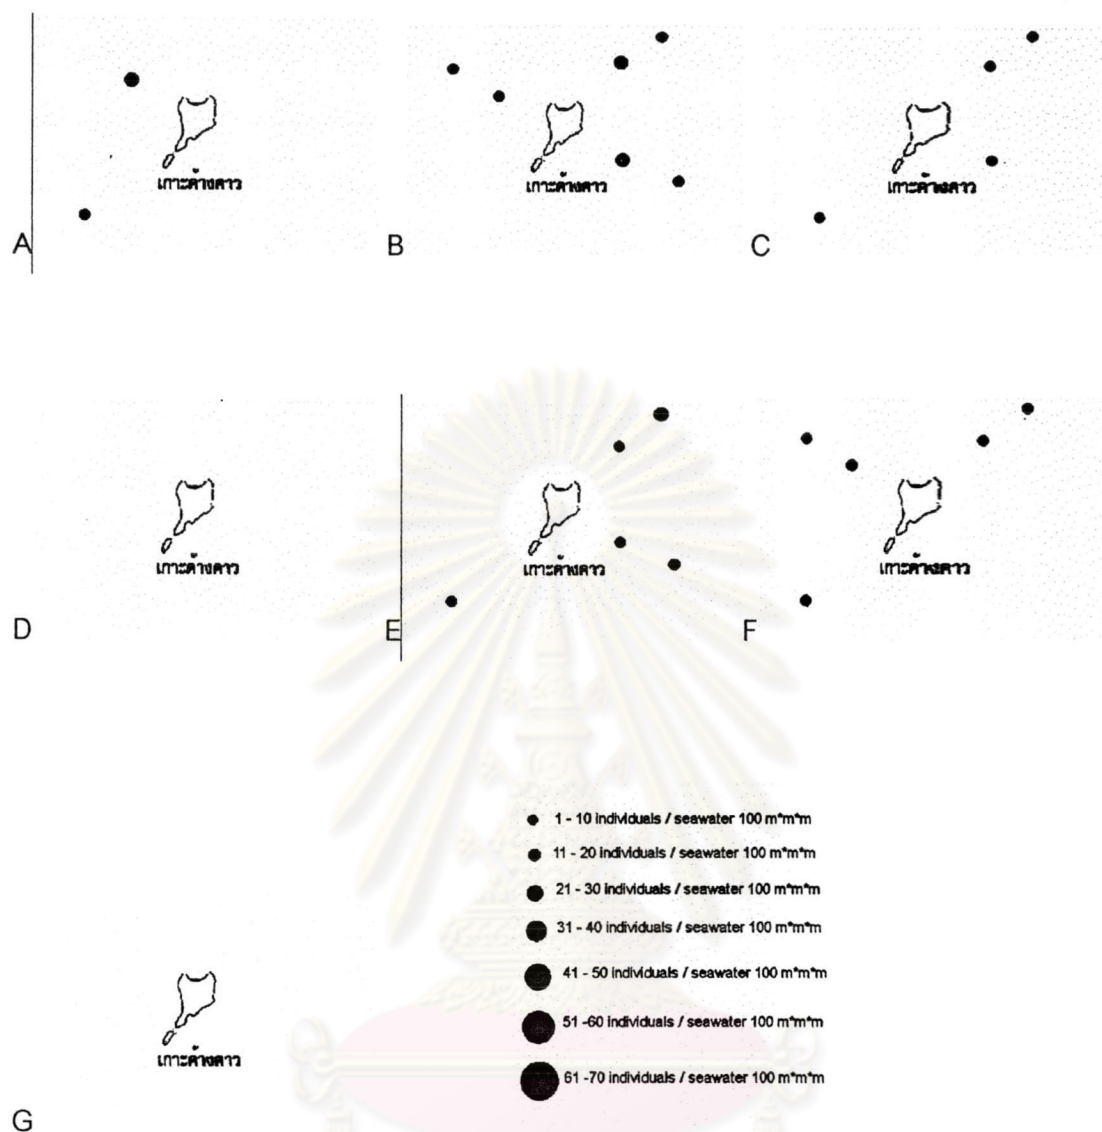 เกาะค้างคาว
A
เกาะค้างคาว
B
เกาะค้างคาว
C
เกาะค้างคาว
D
เกาะค้างคาว
E
เกาะค้างคาว
F
1 - 10 individuals / seawater 100 m*m*m
11 - 20 individuals / seawater 100 m*m*m
21 - 30 individuals / seawater 100 m*m*m
31 - 40 individuals / seawater 100 m*m*m
41 - 50 individuals / seawater 100 m*m*m
51 -60 individuals / seawater 100 m*m*m
61 -70 individuals / seawater 100 m*m*m
เกาะค้างคาว
G